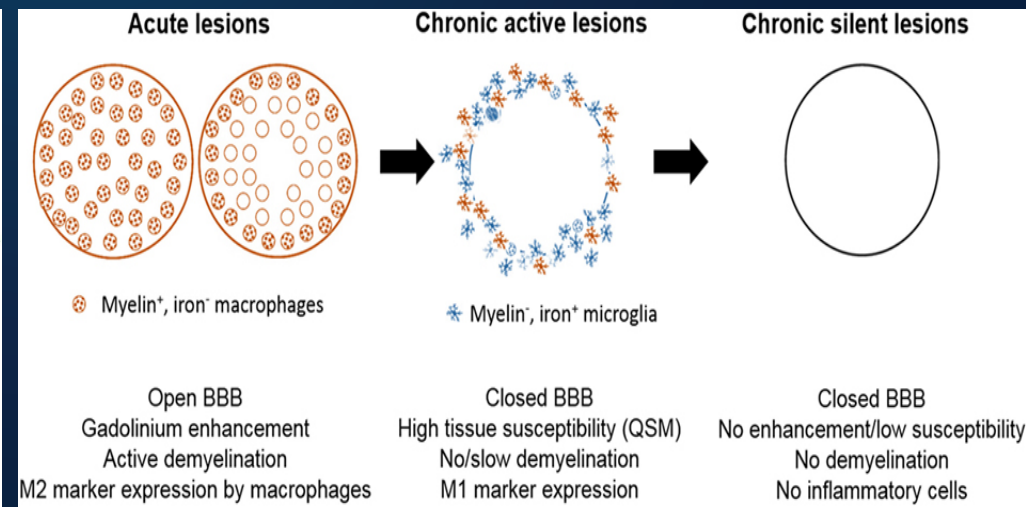 Acute lesions
Chronic active lesions
Chronic silent lesions
Myelin⁺, iron⁻ macrophages
Myelin⁻, iron⁺ microglia
Open BBB
Gadolinium enhancement
Active demyelination
M2 marker expression by macrophages
Closed BBB
High tissue susceptibility (QSM)
No/slow demyelination
M1 marker expression
Closed BBB
No enhancement/low susceptibility
No demyelination
No inflammatory cells